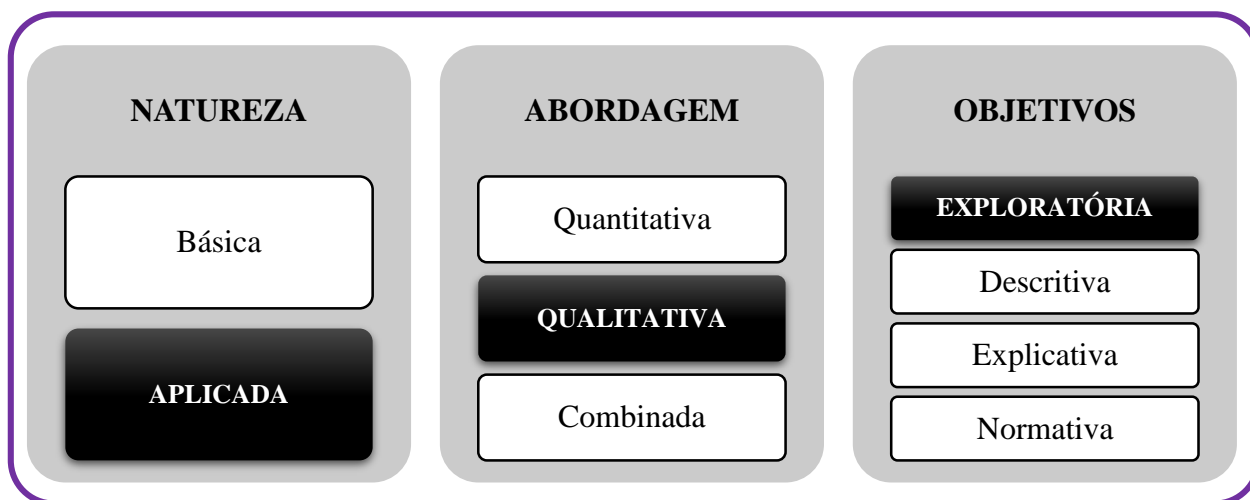 NATUREZA
Básica
APLICADA
ABORDAGEM
Quantitativa
QUALITATIVA
Combinada
OBJETIVOS
EXPLORATÓRIA
Descritiva
Explicativa
Normativa